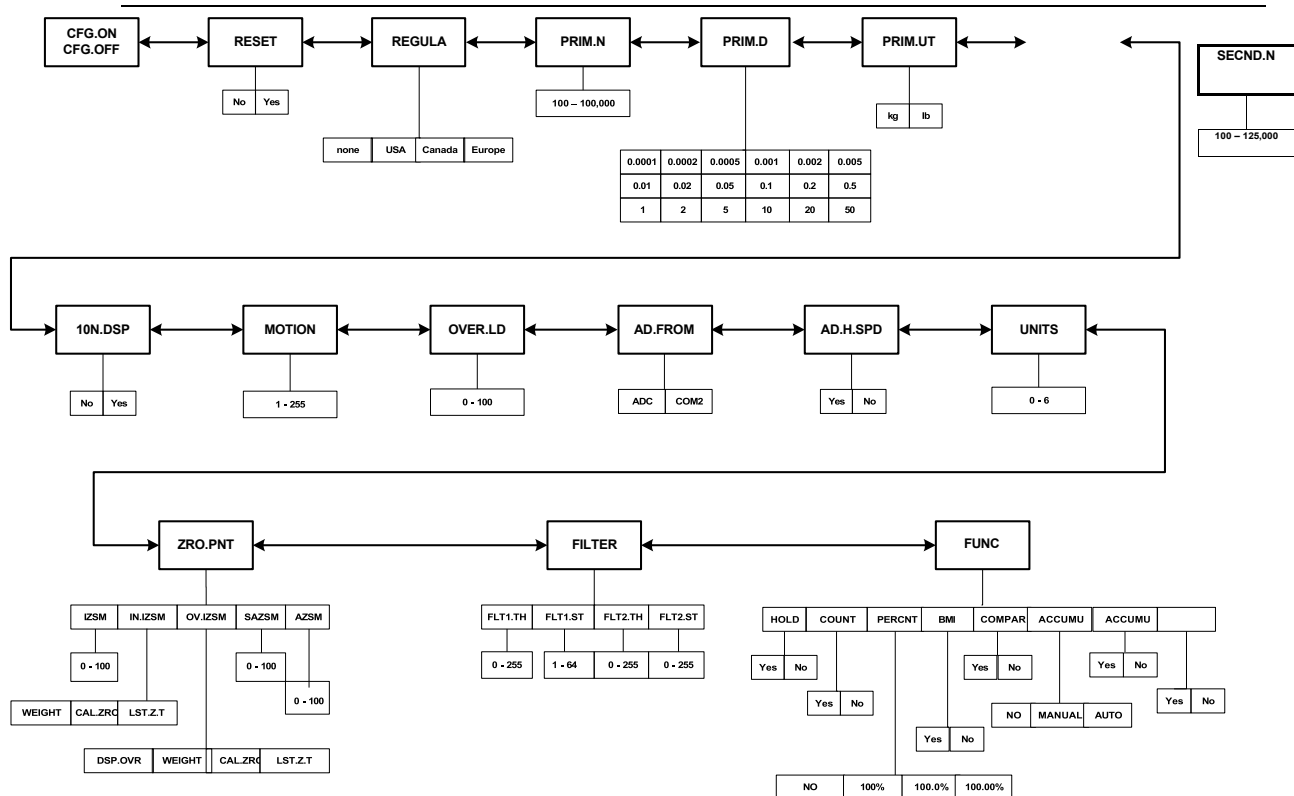 CFG.ON
CFG.OFF
RESET
REGULA
PRIM.N
PRIM.D
PRIM.UT
SECND.N
No Yes
100 – 100,000
kg lb
100 – 125,000
none USA Canada Europe
0.0001 0.0002 0.0005 0.001 0.002 0.005
0.01 0.02 0.05 0.1 0.2 0.5
1 2 5 10 20 50
10N.DSP
MOTION
OVER.LD
AD.FROM
AD.H.SPD
UNITS
No Yes
1 - 255
0 - 100
ADC COM2
Yes No
0 - 6
ZRO.PNT
FILTER
FUNC
IZSM IN.IZSM OV.IZSM SAZSM AZSM
0 - 100
0 - 100
0 - 100
WEIGHT CAL.ZRO LST.Z.T
DSP.OVR WEIGHT CAL.ZRO LST.Z.T
FLT1.TH FLT1.ST FLT2.TH FLT2.ST
0 - 255 1 - 64 0 - 255 0 - 255
HOLD COUNT PERCNT BMI COMPAR ACCUMU ACCUMU
Yes No
Yes No
Yes No
Yes No
Yes No
NO MANUAL AUTO
Yes No
NO 100% 100.0% 100.00%